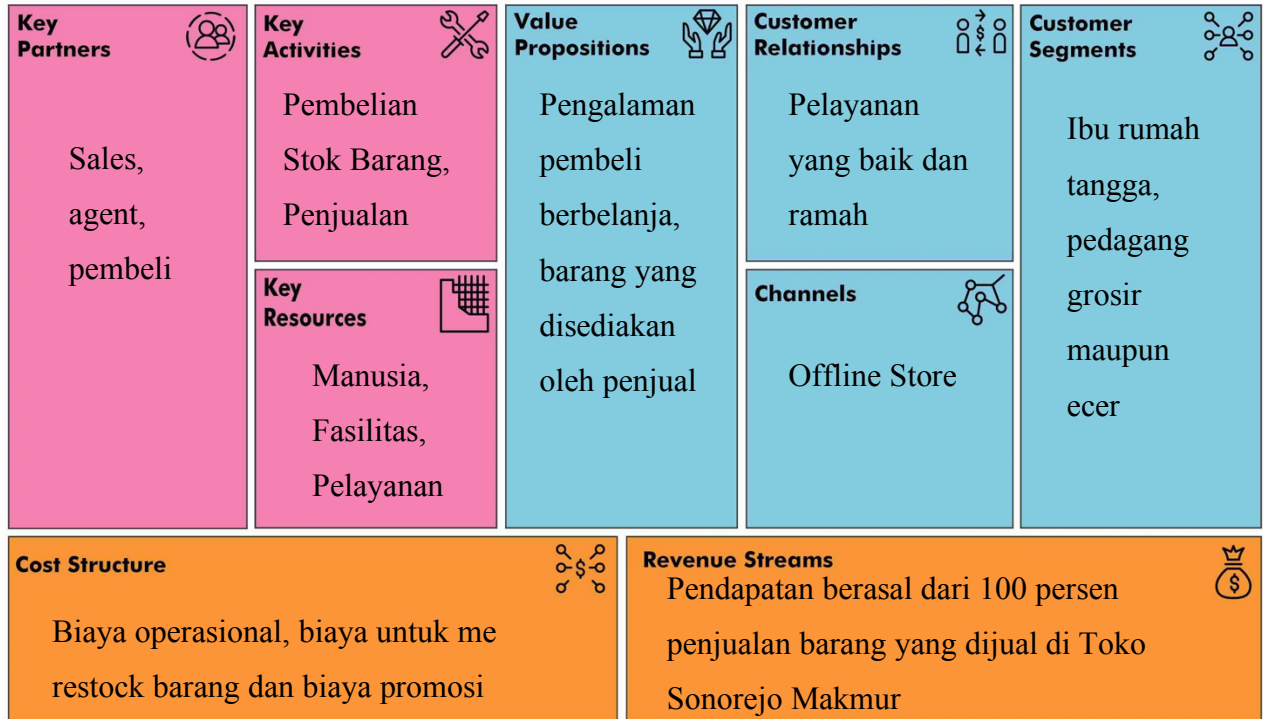 Key
Partners
Sales,
agent,
pembeli
Key
Activities
Pembelian
Stok Barang,
Penjualan
Key
Resources
Manusia,
Fasilitas,
Pelayanan
Value
Propositions
Pengalaman
pembeli
berbelanja,
barang yang
disediakan
oleh penjual
Customer
Relationships
Pelayanan
yang baik dan
ramah
Channels
Offline Store
Customer
Segments
Ibu rumah
tangga,
pedagang
grosir
maupun
ecer
Cost Structure
Biaya operasional, biaya untuk me
restock barang dan biaya promosi
Revenue Streams
Pendapatan berasal dari 100 persen
penjualan barang yang dijual di Toko
Sonorejo Makmur